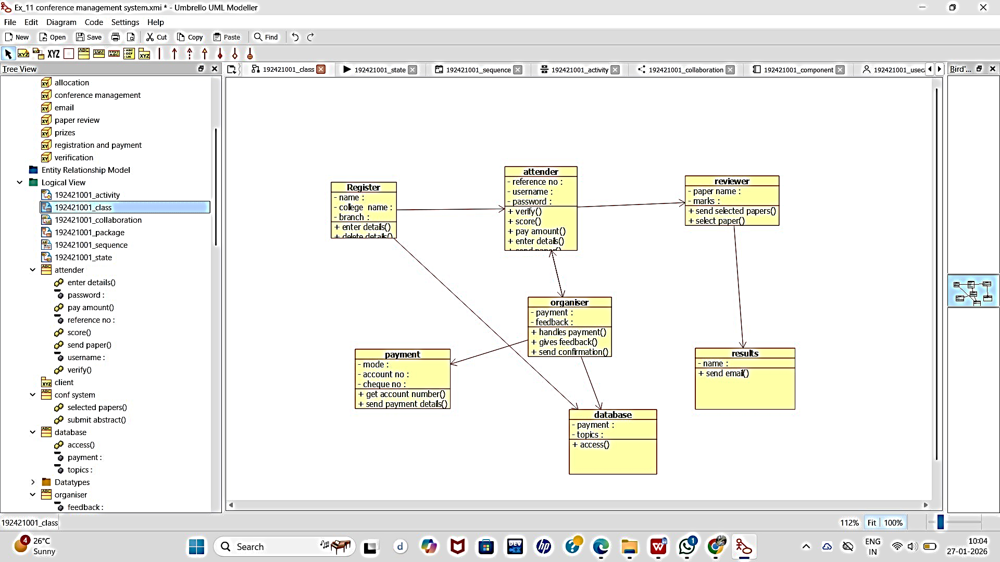 Ex_11 conference management system.xmi * - Umbrello UML Modeller
File Edit Diagram Code Settings Help
New Open Save Cut Copy Paste Find
XYZ
Tree View
allocation
conference management
email
paper review
prizes
registration and payment
verification
Entity Relationship Model
Logical View
192421001_activity
192421001_class
192421001_collaboration
192421001_package
192421001_sequence
192421001_state
attender
enter details()
password :
pay amount()
reference no :
score()
send paper()
username :
verify()
client
conf system
selected papers()
submit abstract()
database
access()
payment :
topics :
Datatypes
organiser
feedback :
192421001_class 192421001_state 192421001_sequence 192421001_activity 192421001_collaboration 192421001_component 192421001_useca
Bird'...
Register
- name :
- college name :
- branch :
+ enter details()
+ delete details()
attender
- reference no :
- username :
- password :
+ verify()
+ score()
+ pay amount()
+ enter details()
+ send paper()
reviewer
- paper name :
- marks :
+ send selected papers()
+ select paper()
organiser
- payment :
- feedback :
+ handles payment()
+ gives feedback()
+ send confirmation()
payment
- mode :
- account no :
- cheque no :
+ get account number()
+ send payment details()
results
- name :
+ send email()
database
- payment :
- topics :
+ access()
192421001_class
112% Fit 100%
4
26°C
Sunny
Search
d
DEV
hp
?
W
1
ENG
IN
10:04
27-01-2026